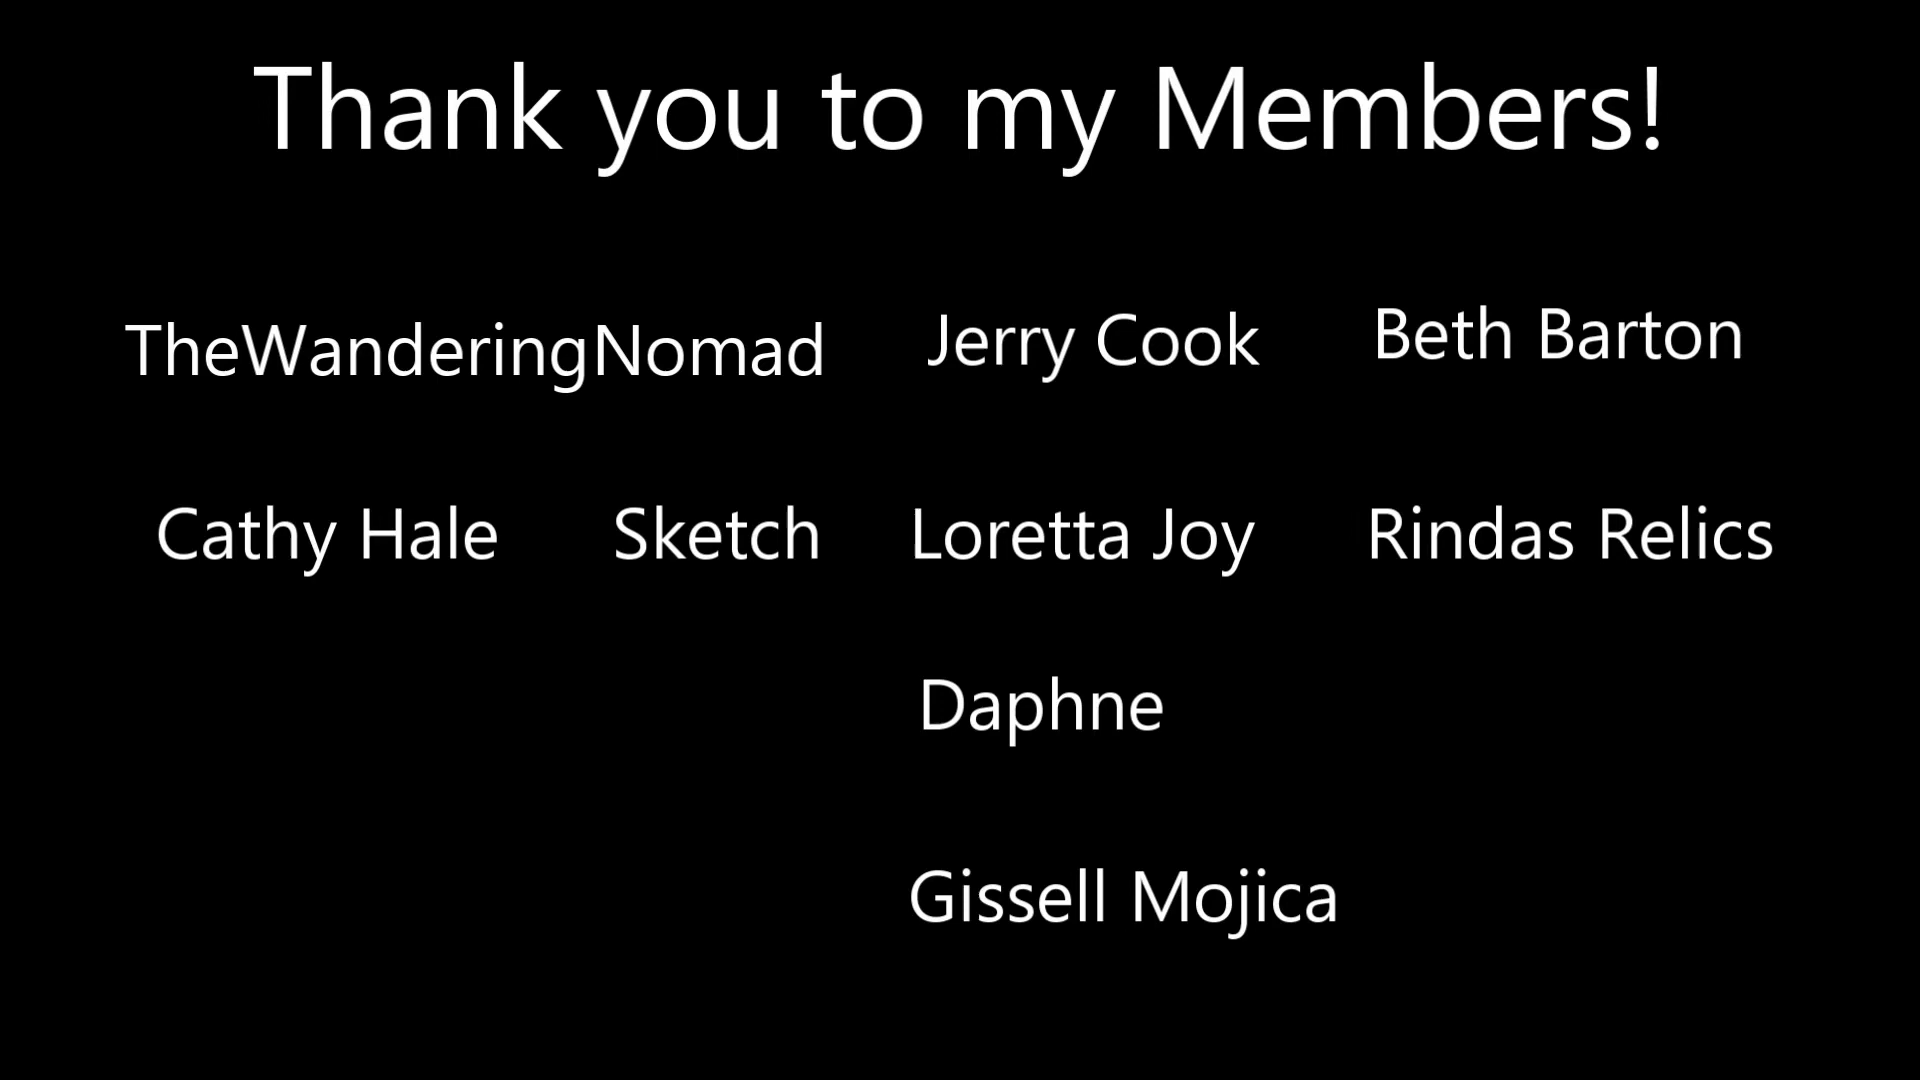 Thank you to my Members!
TheWanderingNomad Jerry Cook Beth Barton
Cathy Hale Sketch Loretta Joy Rindas Relics
Daphne
Gissell Mojica